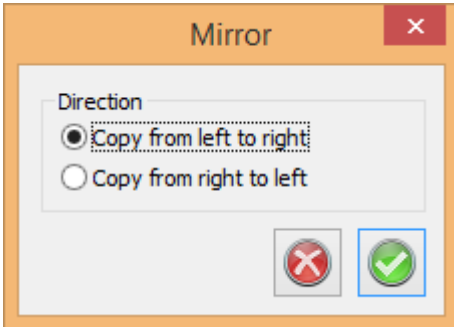 Mirror
Direction
Copy from left to right
Copy from right to left